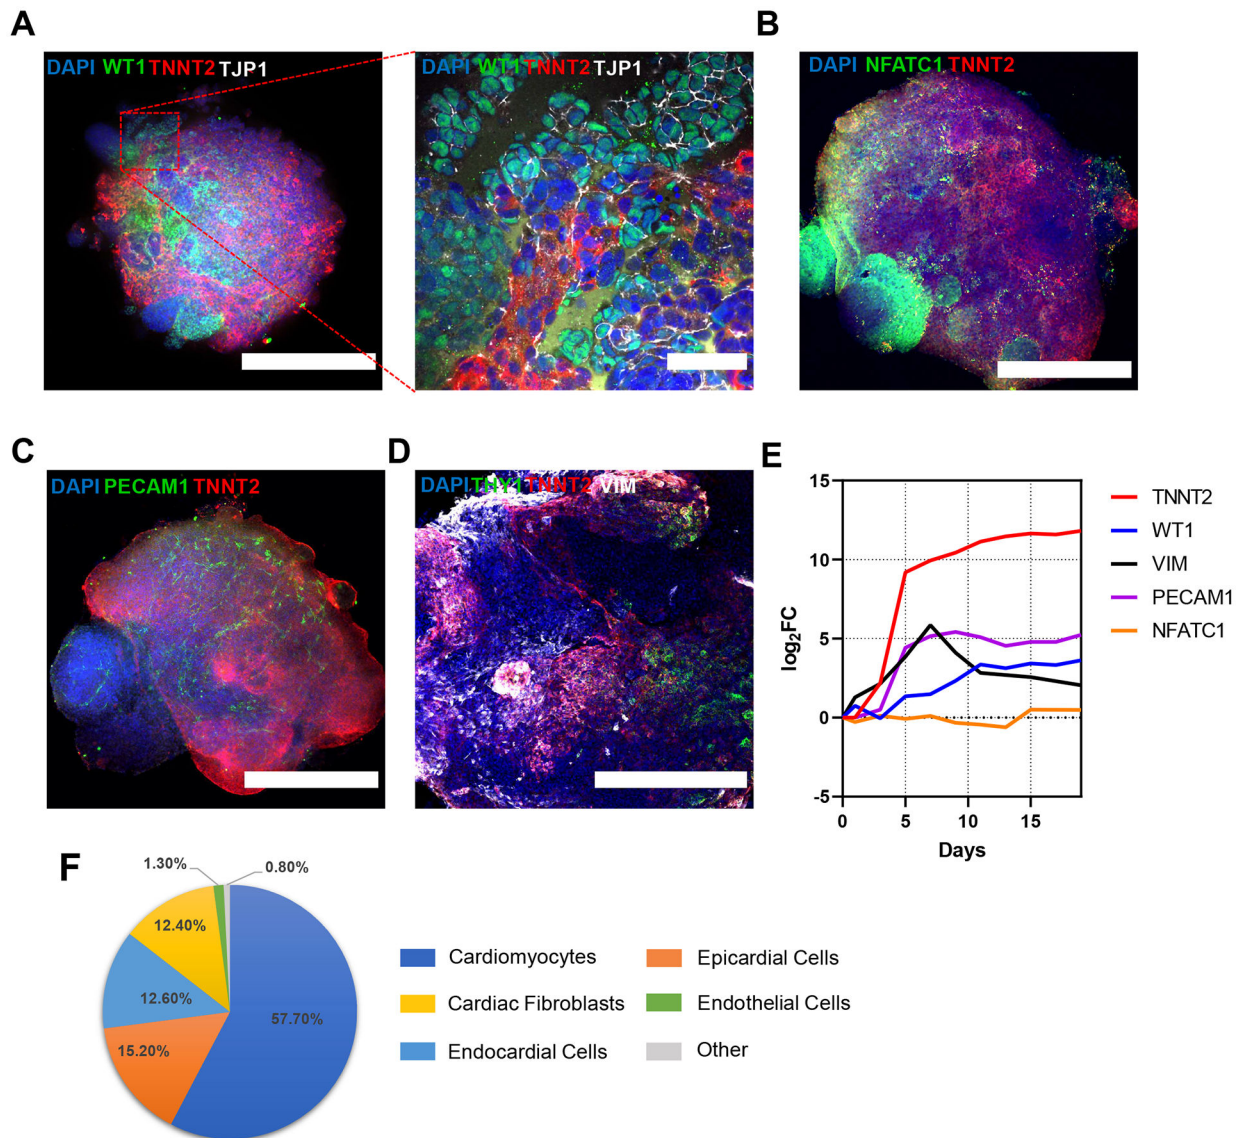 A
DAPI WT1 TNNT2 TJP1
DAPI WT1 TNNT2 TJP1
B
DAPI NFATC1 TNNT2
C
DAPI PECAM1 TNNT2
D
DAPI THY1 TNNT2 VIM
E
15
10
5
0
-5
log₂FC
0 5 10 15
Days
TNNT2
WT1
VIM
PECAM1
NFATC1
F
1.30%
0.80%
12.40%
12.60%
15.20%
57.70%
Cardiomyocytes
Epicardial Cells
Cardiac Fibroblasts
Endothelial Cells
Endocardial Cells
Other